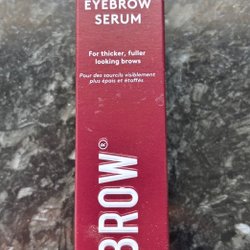 EYEBROW
SERUM
For thicker, fuller
looking brows
Pour des sourcils visiblement
plus épais et étoffés.
BROW®